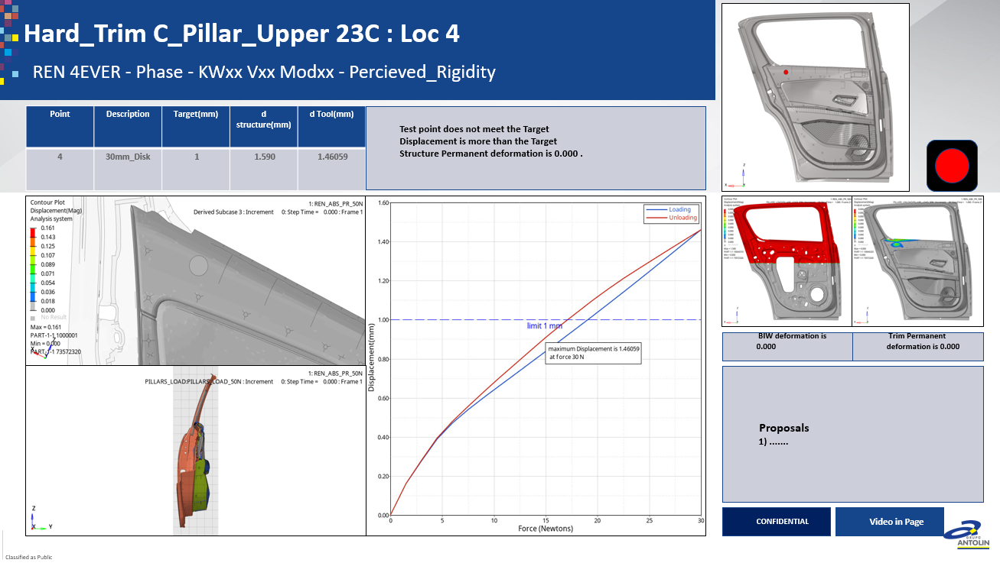 Hard_Trim C_Pillar_Upper 23C : Loc 4
REN 4EVER - Phase - KWxx Vxx Modxx - Percieved_Rigidity
Point Description Target(mm) d structure(mm) d Tool(mm)
4 30mm_Disk 1 1.590 1.46059
Test point does not meet the Target
Displacement is more than the Target
Structure Permanent deformation is 0.000 .
Contour Plot
Displacement(Mag)
Analysis system
0.161
0.143
0.125
0.107
0.089
0.071
0.054
0.036
0.018
0.000
No Result
Max = 0.161
PART-1-1 1000001
Min = 0.000
PART-1-1 73572320
1: REN_ABS_PR_50N
Derived Subcase 3 : Increment 0: Step Time = 0.000 : Frame 1
1: REN_ABS_PR_50N
PILLARS_LOAD:PILLARS_LOAD_50N : Increment 0: Step Time = 0.000 : Frame 1
Z
X Y
Loading
Unloading
1.60
1.40
1.20
1.00
0.80
0.60
0.40
0.20
0.00
Displacement(mm)
limit 1 mm
maximum Displacement is 1.46059
at force 30 N
0 5 10 15 20 25 30
Force (Newtons)
BIW deformation is
0.000
Trim Permanent
deformation is 0.000
Proposals
1) .......
CONFIDENTIAL
Video in Page
GRUPO
ANTOLIN
Classified as Public